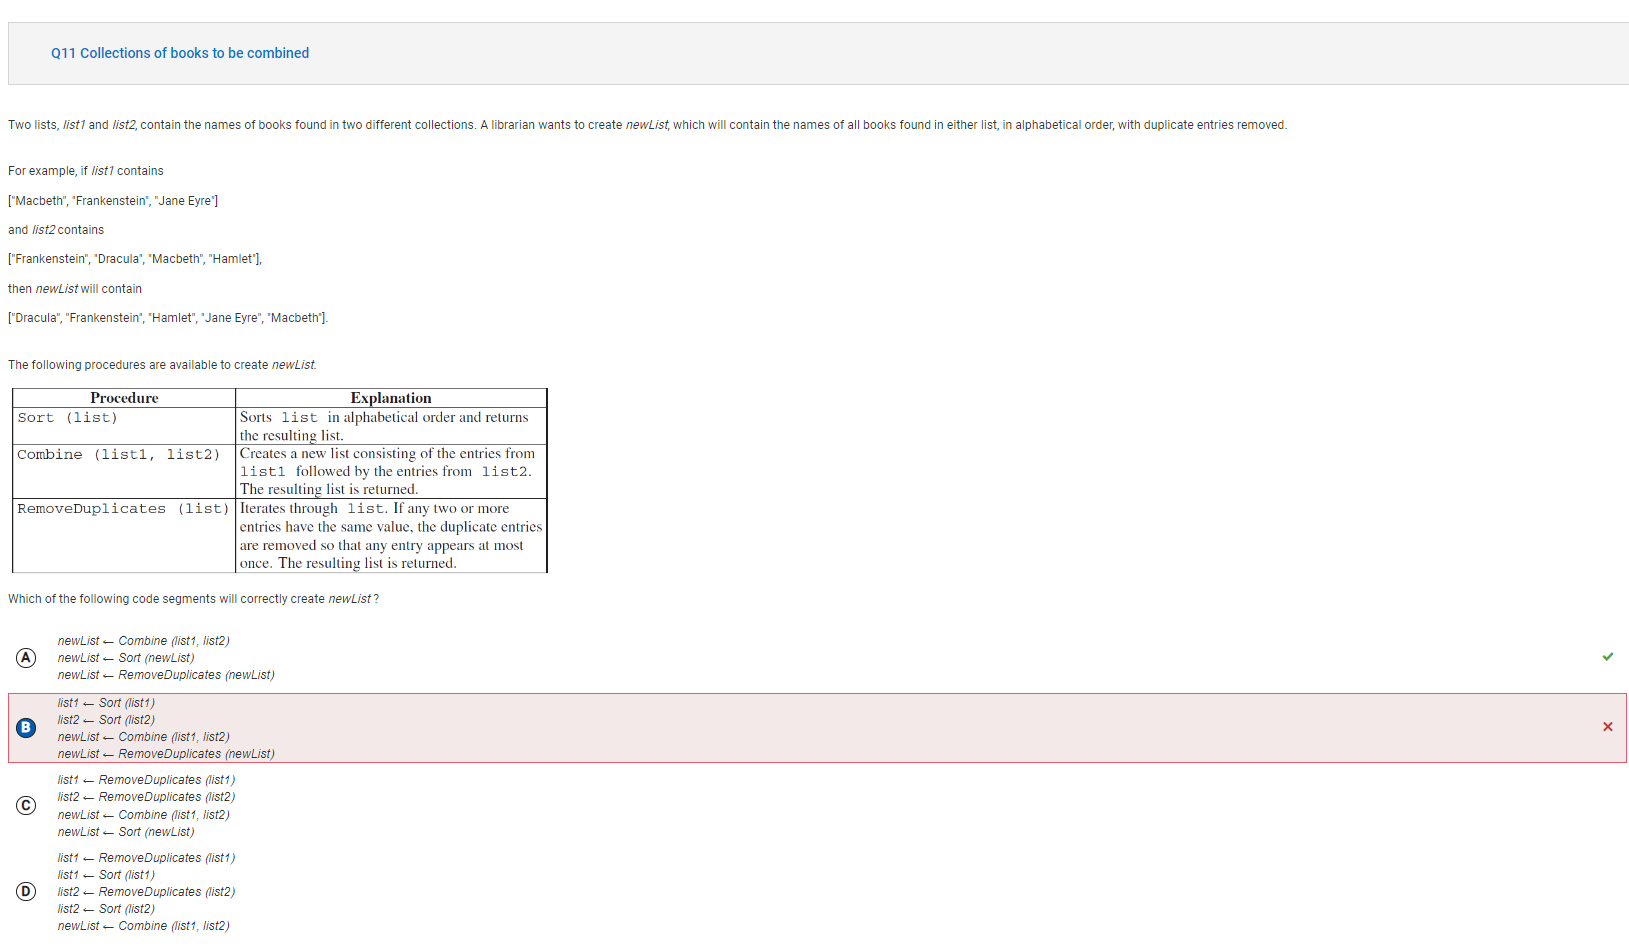 Q11 Collections of books to be combined
Two lists, list1 and list2, contain the names of books found in two different collections. A librarian wants to create newList, which will contain the names of all books found in either list, in alphabetical order, with duplicate entries removed.
For example, if list1 contains
["Macbeth", "Frankenstein", "Jane Eyre"]
and list2 contains
["Frankenstein", "Dracula", "Macbeth", "Hamlet"],
then newList will contain
["Dracula", "Frankenstein", "Hamlet", "Jane Eyre", "Macbeth"].
The following procedures are available to create newList.
Procedure Explanation
Sort (list) Sorts list in alphabetical order and returns
the resulting list.
Combine (list1, list2) Creates a new list consisting of the entries from
list1 followed by the entries from list2.
The resulting list is returned.
RemoveDuplicates (list) Iterates through list. If any two or more
entries have the same value, the duplicate entries
are removed so that any entry appears at most
once. The resulting list is returned.
Which of the following code segments will correctly create newList ?
newList ← Combine (list1, list2)
A newList ← Sort (newList)
newList ← RemoveDuplicates (newList)
list1 ← Sort (list1)
list2 ← Sort (list2)
B
newList ← Combine (list1, list2)
newList ← RemoveDuplicates (newList)
list1 ← RemoveDuplicates (list1)
list2 ← RemoveDuplicates (list2)
C
newList ← Combine (list1, list2)
newList ← Sort (newList)
list1 ← RemoveDuplicates (list1)
list1 ← Sort (list1)
D list2 ← RemoveDuplicates (list2)
list2 ← Sort (list2)
newList ← Combine (list1, list2)